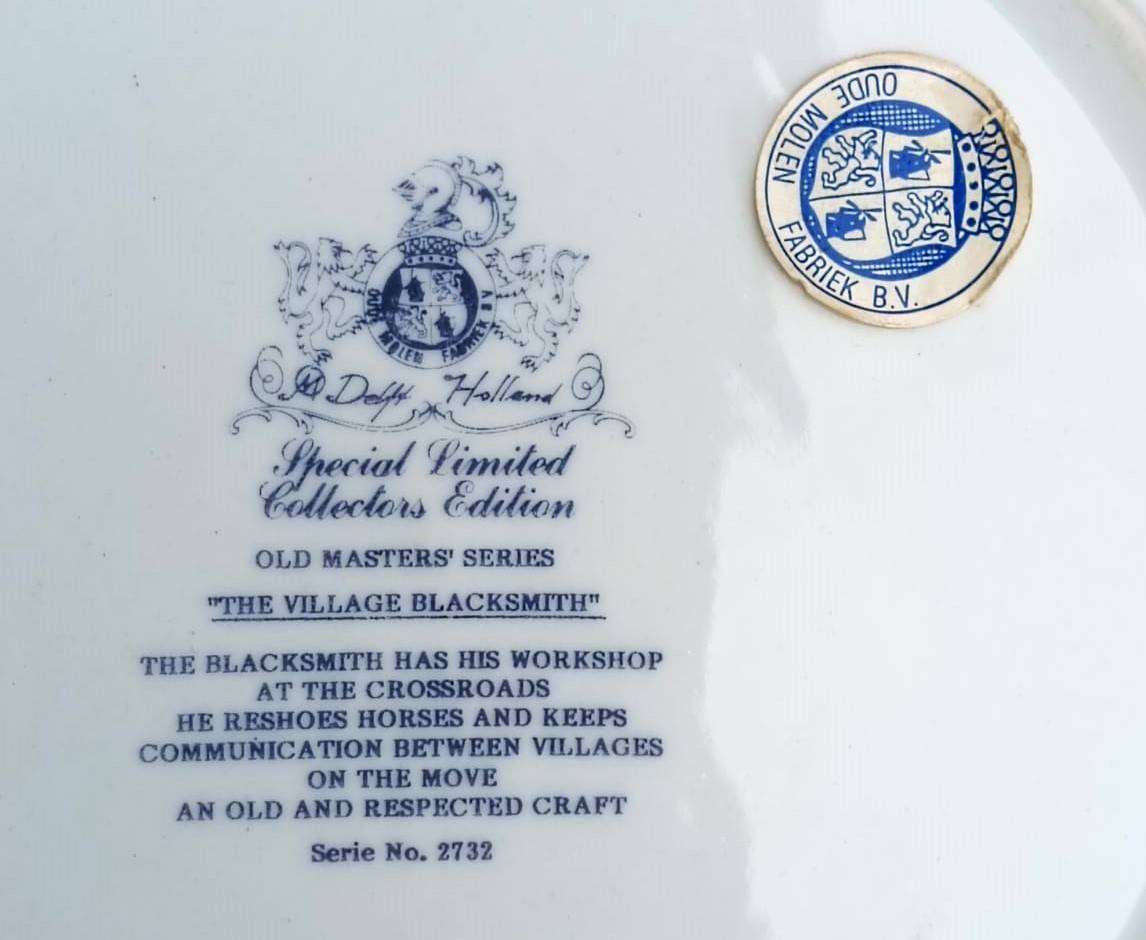 OUDE MOLEN FABRIEK B.V.
OUDE MOLEN FABRIEK B.V.
Delft Holland
Special Limited
Collectors Edition
OLD MASTERS' SERIES
"THE VILLAGE BLACKSMITH"
THE BLACKSMITH HAS HIS WORKSHOP
AT THE CROSSROADS
HE RESHOES HORSES AND KEEPS
COMMUNICATION BETWEEN VILLAGES
ON THE MOVE
AN OLD AND RESPECTED CRAFT
Serie No. 2732